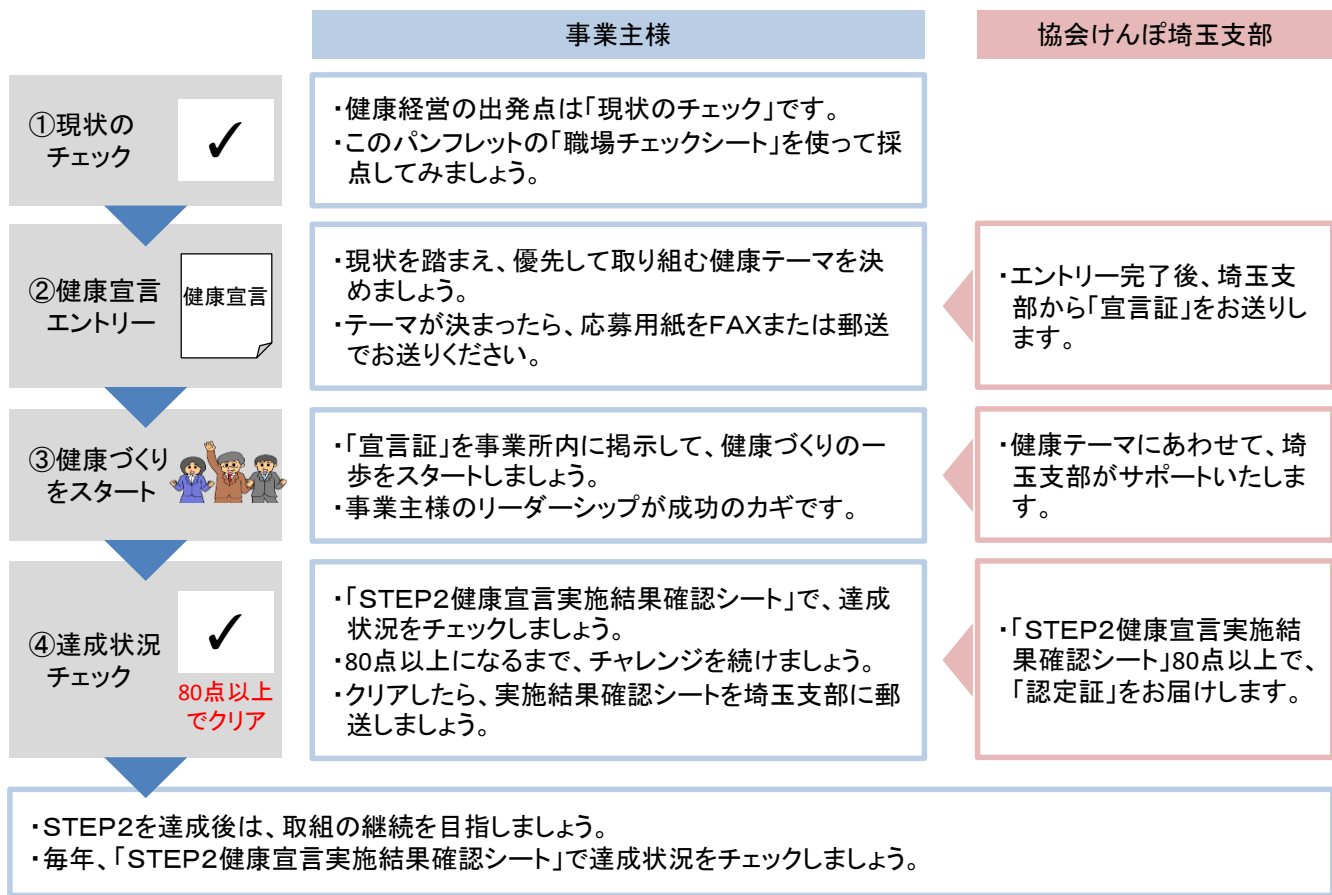 事業主様
協会けんぽ埼玉支部
①現状の
チェック
✓
・健康経営の出発点は「現状のチェック」です。
・このパンフレットの「職場チェックシート」を使って採
点してみましょう。
②健康宣言
エントリー
健康宣言
・現状を踏まえ、優先して取り組む健康テーマを決
めましょう。
・テーマが決まったら、応募用紙をFAXまたは郵送
でお送りください。
・エントリー完了後、埼玉支
部から「宣言証」をお送りし
ます。
③健康づくり
をスタート
・「宣言証」を事業所内に掲示して、健康づくりの一
歩をスタートしましょう。
・事業主様のリーダーシップが成功のカギです。
・健康テーマにあわせて、埼
玉支部がサポートいたしま
す。
④達成状況
チェック
✓
80点以上
でクリア
・「STEP2健康宣言実施結果確認シート」で、達成
状況をチェックしましょう。
・80点以上になるまで、チャレンジを続けましょう。
・クリアしたら、実施結果確認シートを埼玉支部に郵
送しましょう。
・「STEP2健康宣言実施結
果確認シート」80点以上で、
「認定証」をお届けします。
・STEP2を達成後は、取組の継続を目指しましょう。
・毎年、「STEP2健康宣言実施結果確認シート」で達成状況をチェックしましょう。